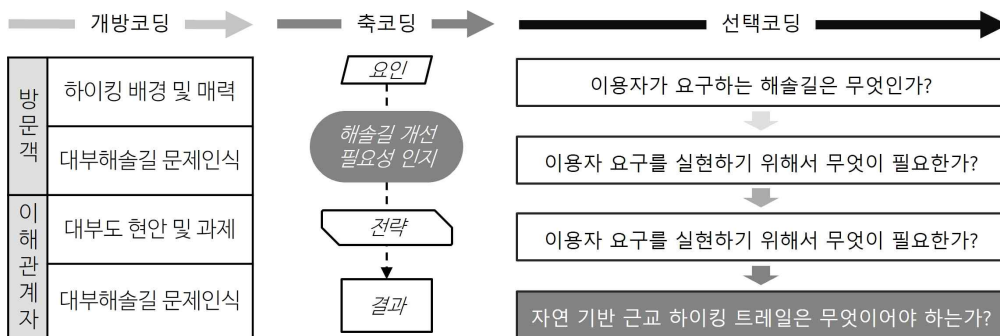 개방코딩
축코딩
선택코딩
방문객
하이킹 배경 및 매력
대부해솔길 문제인식
이해관계자
대부도 현안 및 과제
대부해솔길 문제인식
요인
해솔길 개선
필요성 인지
전략
결과
이용자가 요구하는 해솔길은 무엇인가?
이용자 요구를 실현하기 위해서 무엇이 필요한가?
이용자 요구를 실현하기 위해서 무엇이 필요한가?
자연 기반 근교 하이킹 트레일은 무엇이어야 하는가?